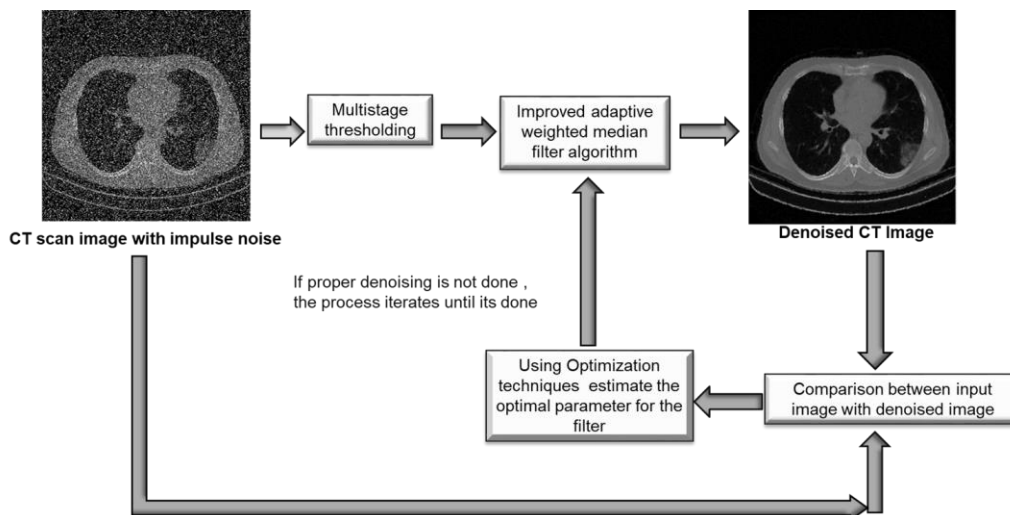 Multistage
thresholding
Improved adaptive
weighted median
filter algorithm
CT scan image with impulse noise
Denoised CT Image
If proper denoising is not done ,
the process iterates until its done
Using Optimization
techniques estimate the
optimal parameter for the
filter
Comparison between input
image with denoised image